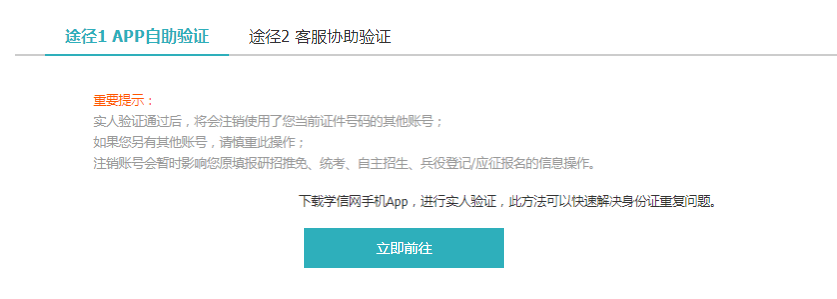 途径1 APP自助验证 途径2 客服协助验证
重要提示：
实人验证通过后，将会注销使用了您当前证件号码的其他账号；
如果您另有其他账号，请慎重此操作；
注销账号会暂时影响您原填报研招推免、统考、自主招生、兵役登记/应征报名的信息操作。
下载学信网手机App，进行实人验证，此方法可以快速解决身份证重复问题。
立即前往